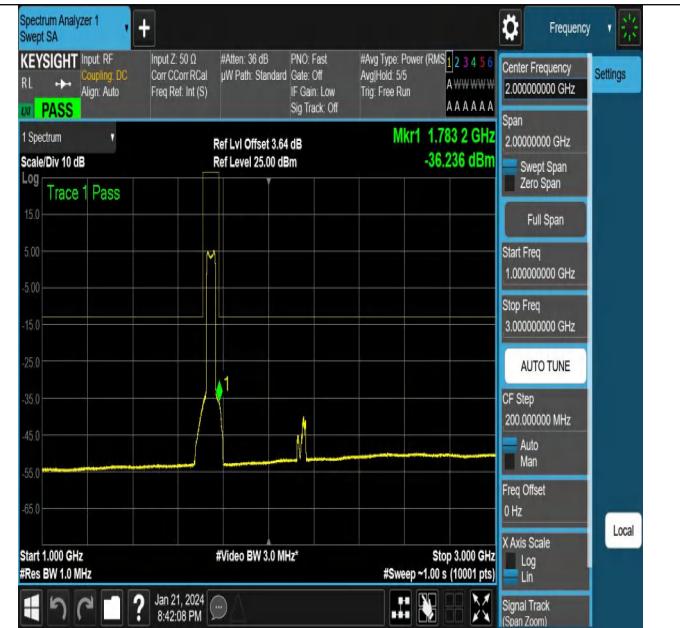 Spectrum Analyzer 1
Swept SA
+
Frequency
KEYSIGHT
Input: RF
Coupling: DC
Align: Auto
RL
LXI
PASS
Input Z: 50 Ω
Corr CCorr RCal
Freq Ref: Int (S)
#Atten: 36 dB
µW Path: Standard
PNO: Fast
Gate: Off
IF Gain: Low
Sig Track: Off
#Avg Type: Power (RMS
Avg|Hold: 5/5
Trig: Free Run
1 2 3 4 5 6
A W W W W W
A A A A A A
Center Frequency
2.000000000 GHz
Settings
Span
2.00000000 GHz
Swept Span
Zero Span
Full Span
Start Freq
1.000000000 GHz
Stop Freq
3.000000000 GHz
AUTO TUNE
CF Step
200.000000 MHz
Auto
Man
Freq Offset
0 Hz
X Axis Scale
Log
Lin
Signal Track
(Span Zoom)
Local
1 Spectrum
Scale/Div 10 dB
Ref Lvl Offset 3.64 dB
Ref Level 25.00 dBm
Mkr1 1.783 2 GHz
-36.236 dBm
Log
Trace 1 Pass
15.0
5.00
-5.00
-15.0
-25.0
-35.0
-45.0
-55.0
-65.0
1
Start 1.000 GHz
#Res BW 1.0 MHz
#Video BW 3.0 MHz*
Stop 3.000 GHz
#Sweep ~1.00 s (10001 pts)
?
Jan 21, 2024
8:42:08 PM